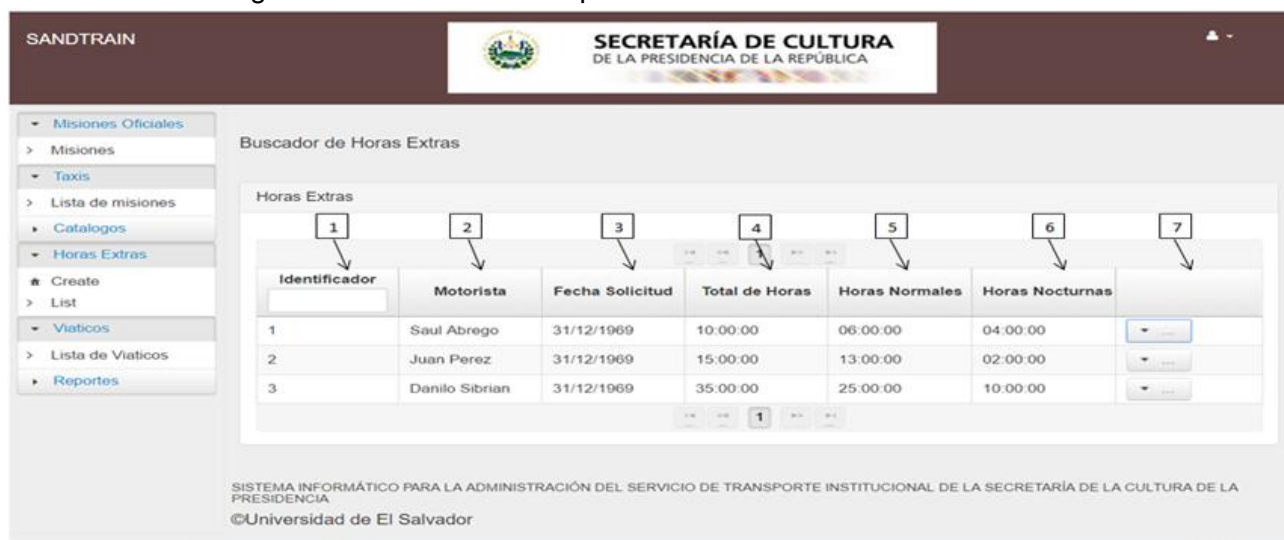 SANDTRAIN
SECRETARÍA DE CULTURA
DE LA PRESIDENCIA DE LA REPÚBLICA
Misiones Oficiales
Misiones
Taxis
Lista de misiones
Catalogos
Horas Extras
Create
List
Viaticos
Lista de Viaticos
Reportes
Buscador de Horas Extras
Horas Extras
1 2 3 4 5 6 7
1
Identificador Motorista Fecha Solicitud Total de Horas Horas Normales Horas Nocturnas
1 Saul Abrego 31/12/1969 10:00:00 06:00:00 04:00:00 ...
2 Juan Perez 31/12/1969 15:00:00 13:00:00 02:00:00 ...
3 Danilo Sibrian 31/12/1969 35:00:00 25:00:00 10:00:00 ...
1
SISTEMA INFORMÁTICO PARA LA ADMINISTRACIÓN DEL SERVICIO DE TRANSPORTE INSTITUCIONAL DE LA SECRETARÍA DE LA CULTURA DE LA
PRESIDENCIA
©Universidad de El Salvador